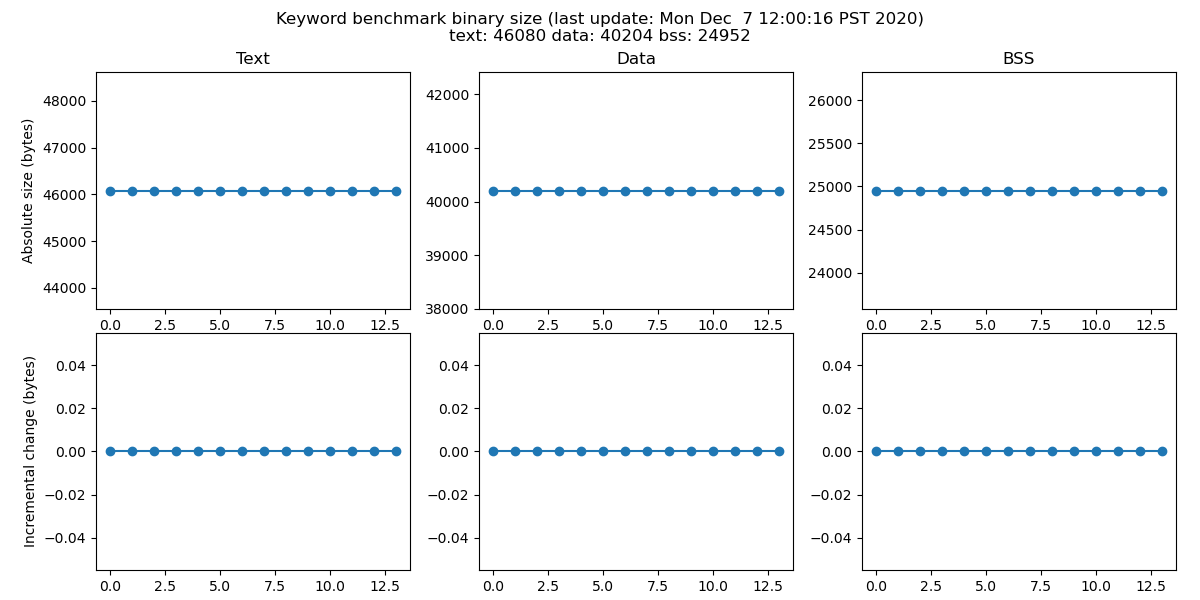 Keyword benchmark binary size (last update: Mon Dec  7 12:00:16 PST 2020)
text: 46080 data: 40204 bss: 24952
Text
Data
BSS
Absolute size (bytes)
48000
47000
46000
45000
44000
0.0 2.5 5.0 7.5 10.0 12.5
42000
41000
40000
39000
38000
0.0 2.5 5.0 7.5 10.0 12.5
26000
25500
25000
24500
24000
0.0 2.5 5.0 7.5 10.0 12.5
Incremental change (bytes)
0.04
0.02
0.00
−0.02
−0.04
0.0 2.5 5.0 7.5 10.0 12.5
0.04
0.02
0.00
−0.02
−0.04
0.0 2.5 5.0 7.5 10.0 12.5
0.04
0.02
0.00
−0.02
−0.04
0.0 2.5 5.0 7.5 10.0 12.5